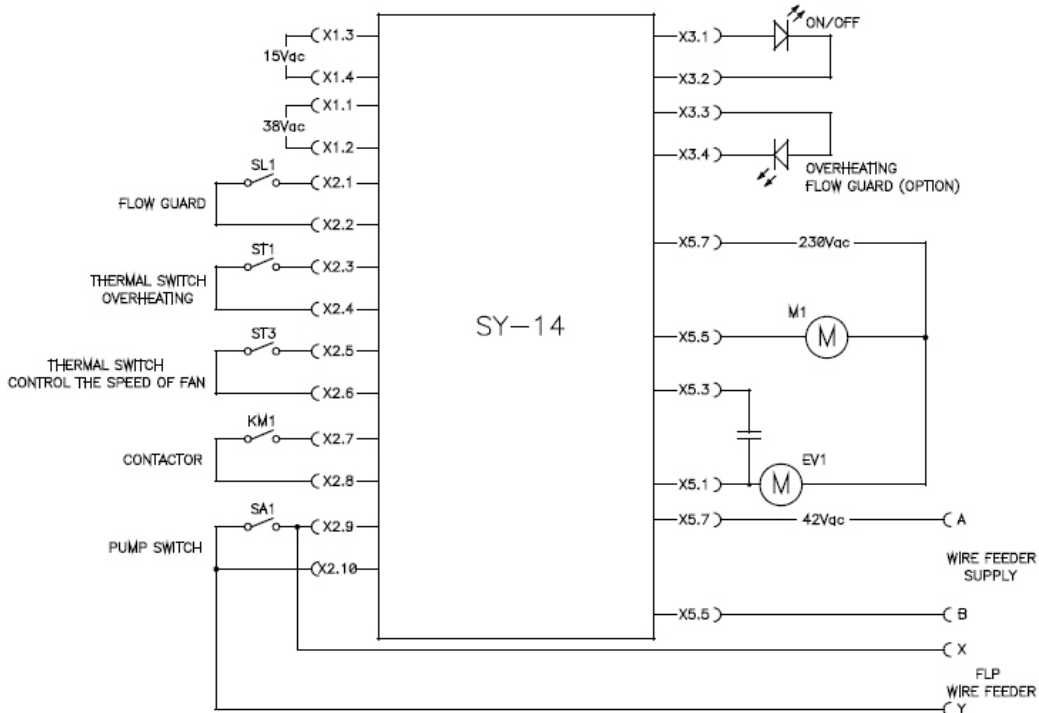 X1.3
15Vac
X1.4
X1.1
38Vac
X1.2
SL1
X2.1
FLOW GUARD
X2.2
ST1
X2.3
THERMAL SWITCH
OVERHEATING
X2.4
ST3
X2.5
THERMAL SWITCH
CONTROL THE SPEED OF FAN
X2.6
KM1
X2.7
CONTACTOR
X2.8
SA1
X2.9
PUMP SWITCH
X2.10
SY-14
X3.1
ON/OFF
X3.2
X3.3
X3.4
OVERHEATING
FLOW GUARD (OPTION)
X5.7
230Vac
M1
X5.5
M
X5.3
EV1
X5.1
M
X5.7
42Vac
A
WIRE FEEDER
SUPPLY
X5.5
B
X
FLP
WIRE FEEDER
Y